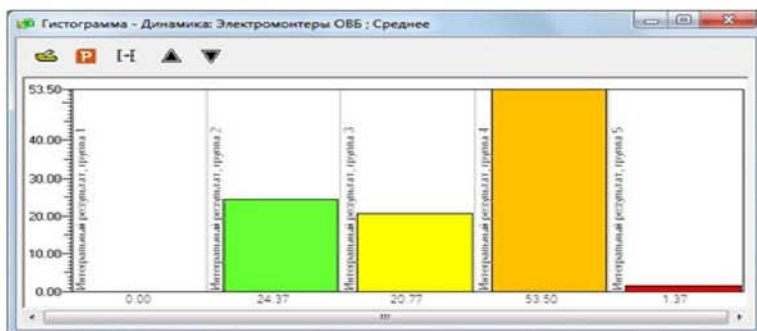 Гистограмма - Динамика: Электромонтеры ОВБ ; Среднее
P [-[
53.50
40.00
30.00
20.00
10.00
0.00
Интегральный результат, группа 1
Интегральный результат, группа 2
Интегральный результат, группа 3
Интегральный результат, группа 4
Интегральный результат, группа 5
0.00 24.37 20.77 53.50 1.37